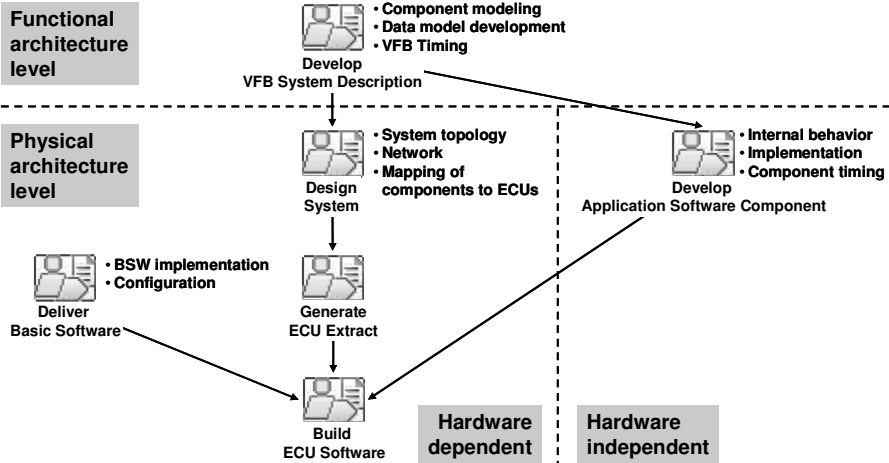 Functional
architecture
level
• Component modeling
• Data model development
• VFB Timing
Develop
VFB System Description
Physical
architecture
level
• System topology
• Network
• Mapping of
components to ECUs
Design
System
• Internal behavior
• Implementation
• Component timing
Develop
Application Software Component
• BSW implementation
• Configuration
Deliver
Basic Software
Generate
ECU Extract
Build
ECU Software
Hardware
dependent
Hardware
independent